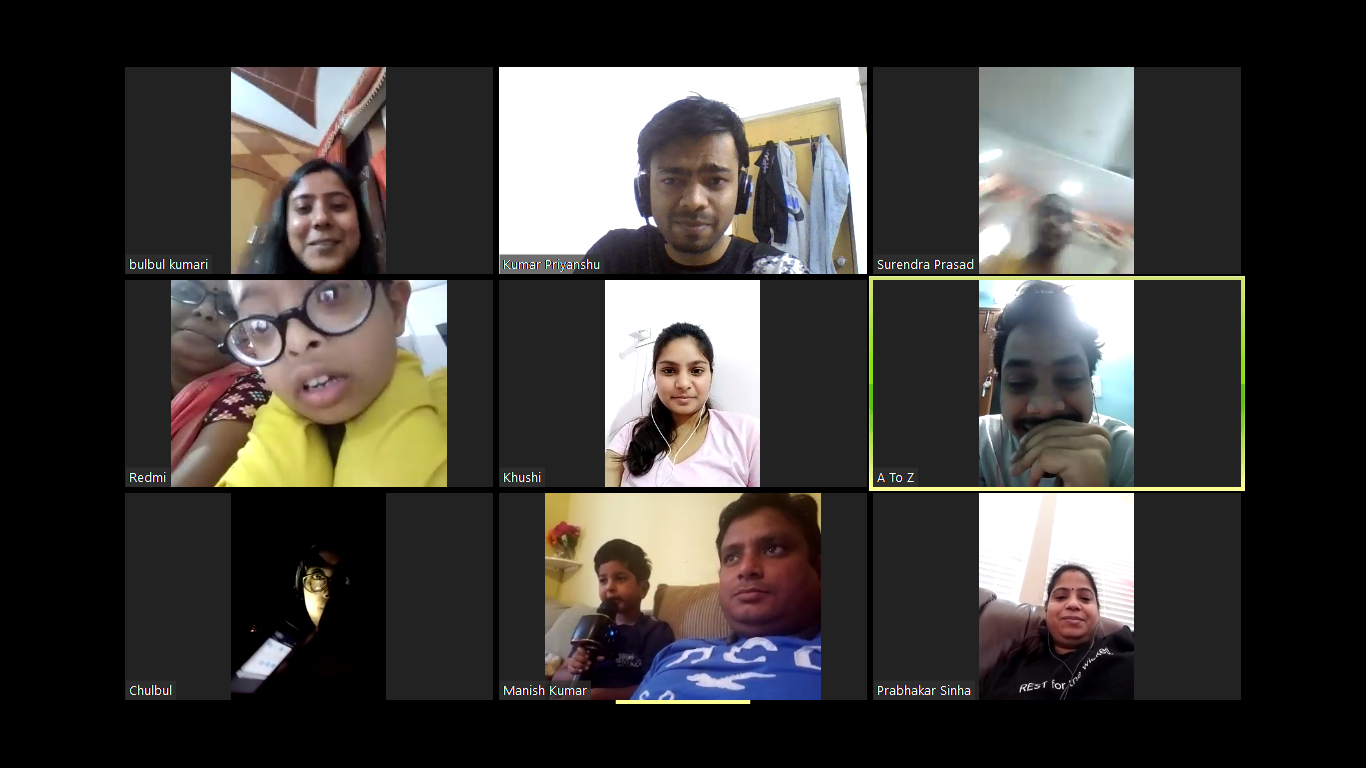 bulbul kumari
Kumar Priyanshu
Surendra Prasad
Redmi
Khushi
A To Z
Chulbul
Manish Kumar
Prabhakar Sinha
REST for the wicked